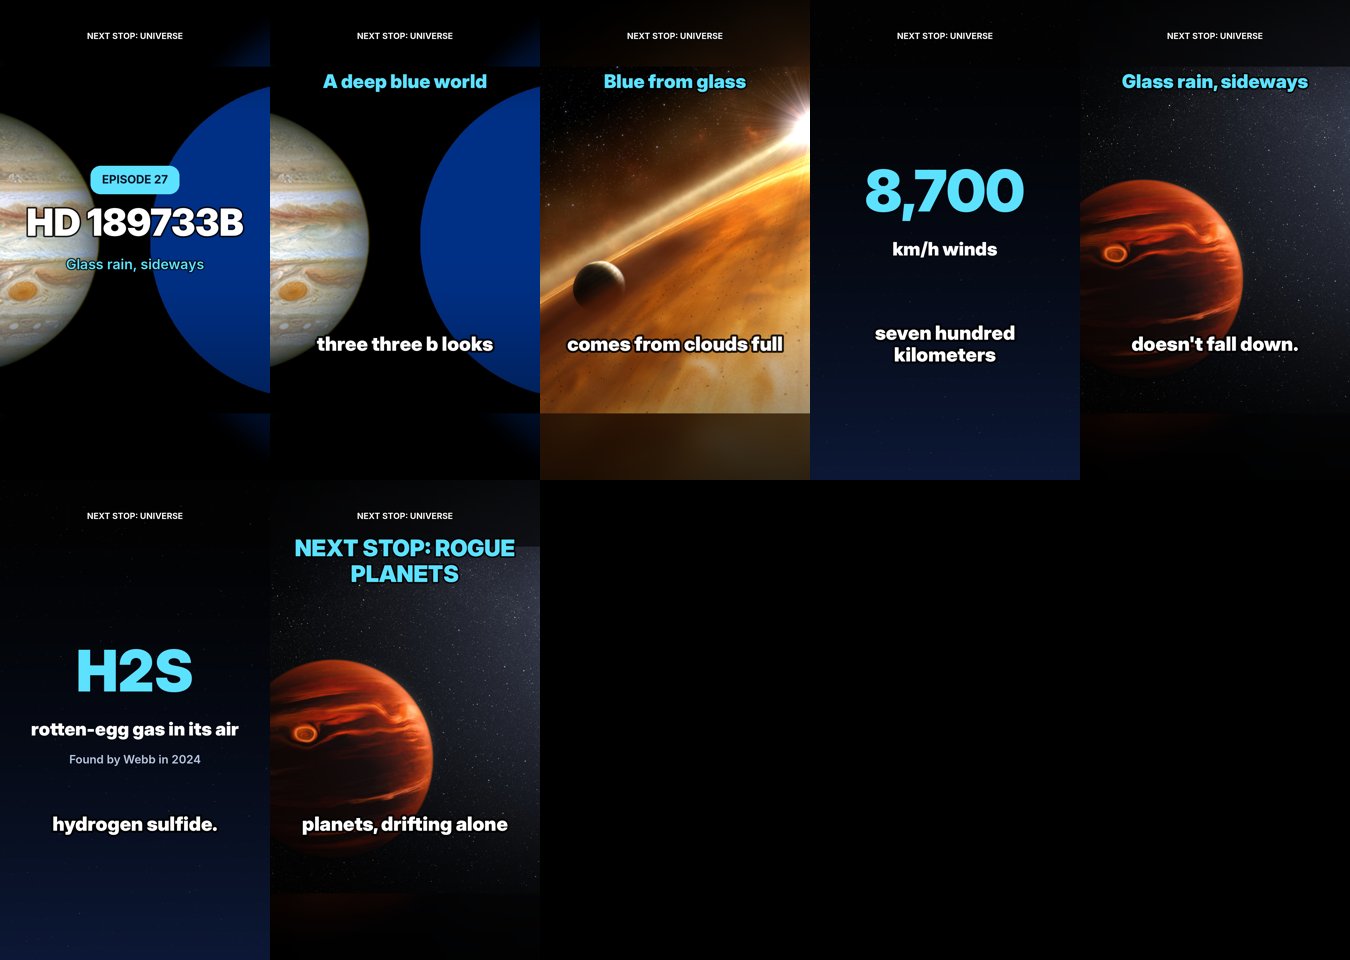 NEXT STOP: UNIVERSE
EPISODE 27
HD 189733B
Glass rain, sideways
NEXT STOP: UNIVERSE
A deep blue world
three three b looks
NEXT STOP: UNIVERSE
Blue from glass
comes from clouds full
NEXT STOP: UNIVERSE
8,700
km/h winds
seven hundred
kilometers
NEXT STOP: UNIVERSE
Glass rain, sideways
doesn't fall down.
NEXT STOP: UNIVERSE
H2S
rotten-egg gas in its air
Found by Webb in 2024
hydrogen sulfide.
NEXT STOP: UNIVERSE
NEXT STOP: ROGUE
PLANETS
planets, drifting alone